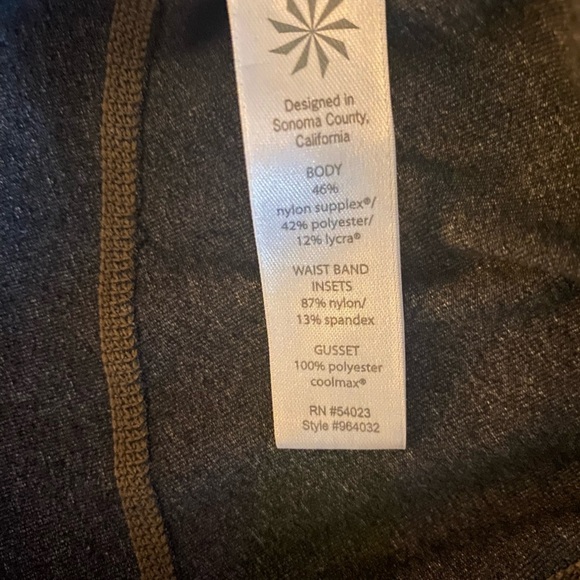 Designed in
Sonoma County,
California
BODY
46%
nylon supplex®/
42% polyester/
12% lycra®
WAIST BAND
INSETS
87% nylon/
13% spandex
GUSSET
100% polyester
coolmax®
RN #54023
Style #964032